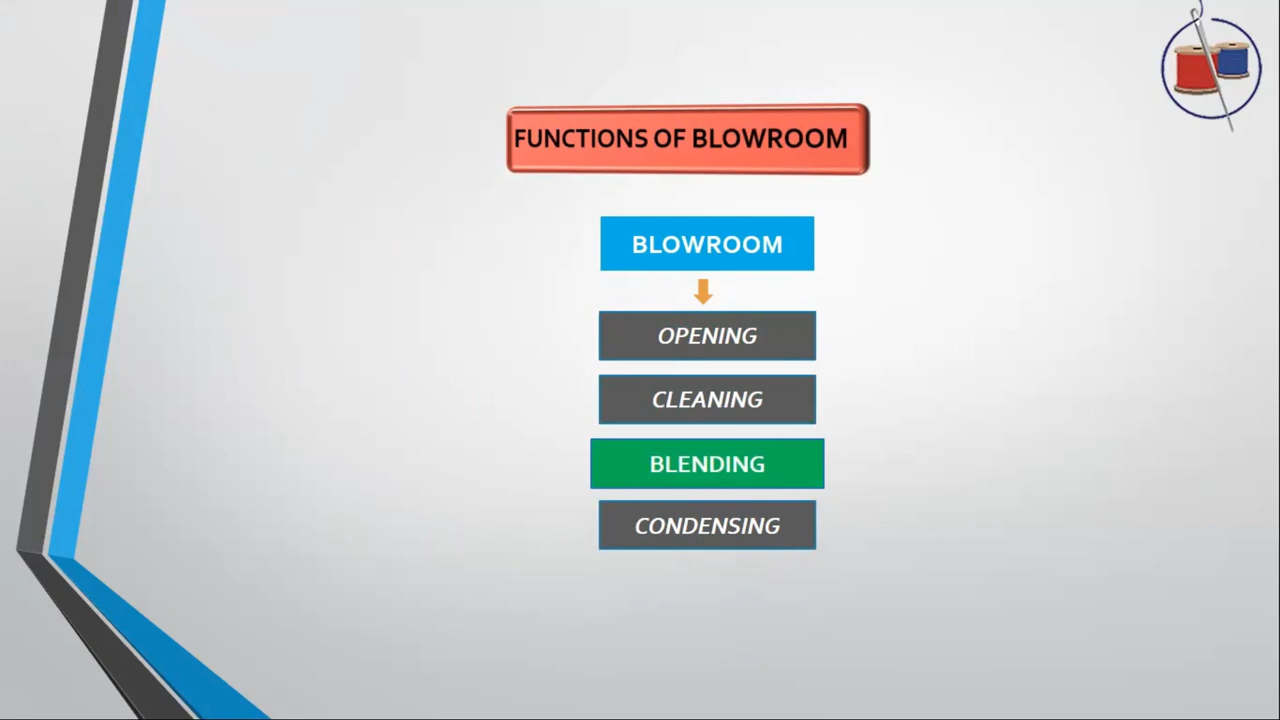 FUNCTIONS OF BLOWROOM
BLOWROOM
OPENING
CLEANING
BLENDING
CONDENSING